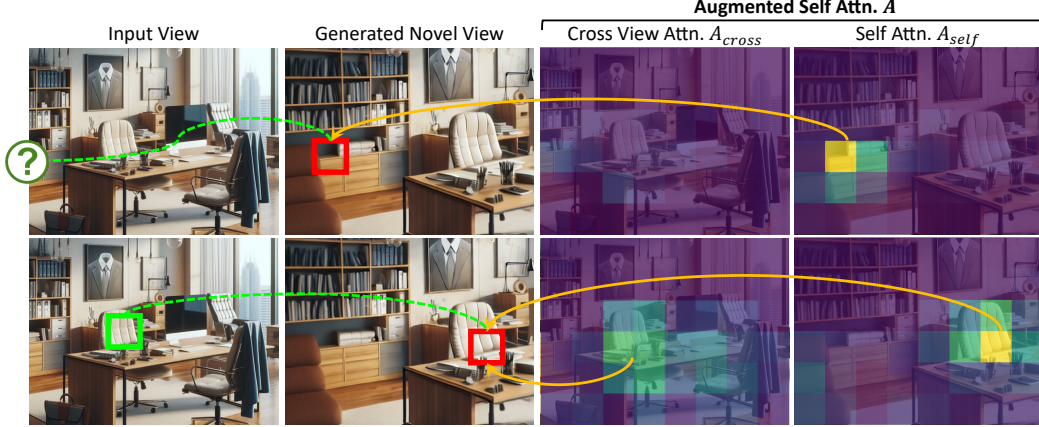 Augmented Self Attn. A
Input View
Generated Novel View
Cross View Attn. A_cross
Self Attn. A_self
?